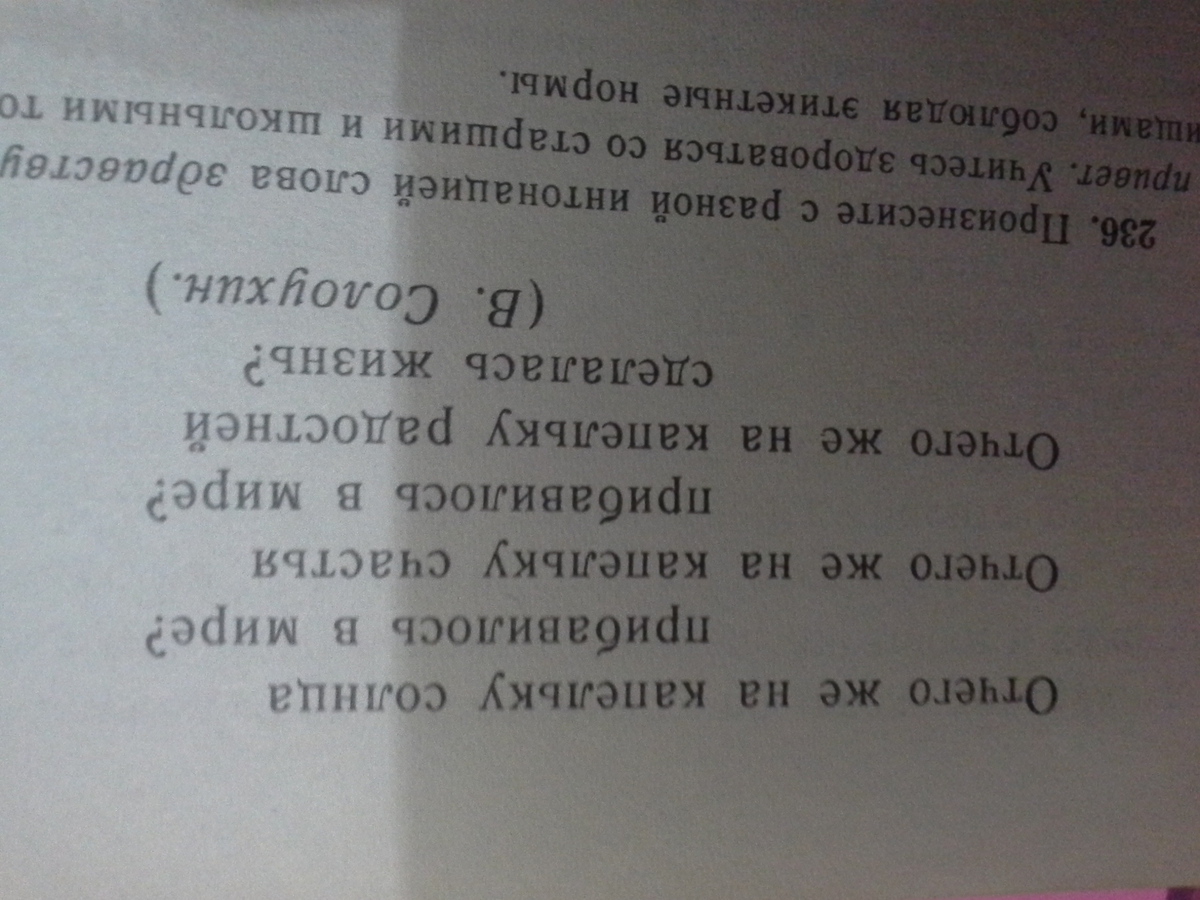 Отчего же на капельку солнца
прибавилось в мире?
Отчего же на капельку счастья
прибавилось в мире?
Отчего же на капельку радостней
сделалась жизнь?
(В. Солоухин.)
236. Произнесите с разной интонацией слова здравству
привет. Учитесь здороваться со старшими и школьными то
ищами, соблюдая этикетные нормы.